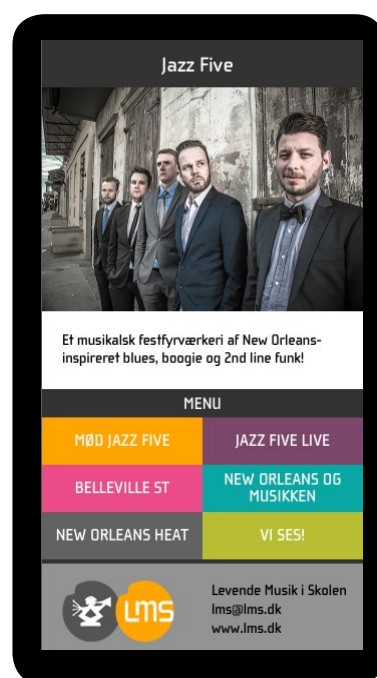 Jazz Five
Et musikalsk festfyrværkeri af New Orleans-
inspireret blues, boogie og 2nd line funk!
MENU
MØD JAZZ FIVE
JAZZ FIVE LIVE
BELLEVILLE ST
NEW ORLEANS OG
MUSIKKEN
NEW ORLEANS HEAT
VI SES!
LMS
Levende Musik i Skolen
lms@lms.dk
www.lms.dk